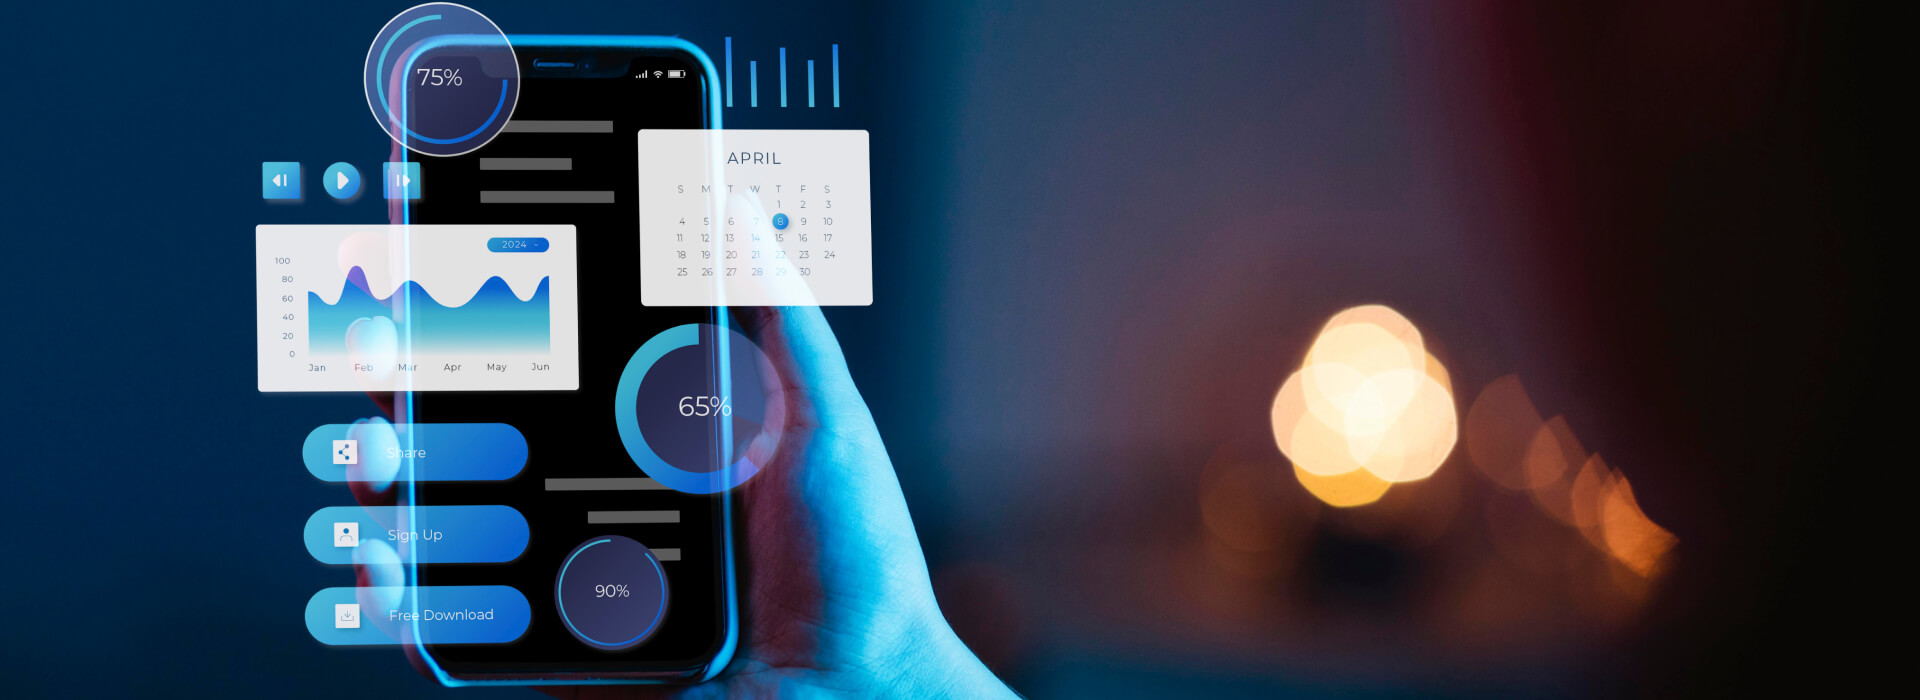 75%
APRIL
S M T W T F S
1 2 3
4 5 6 7 8 9 10
11 12 13 14 15 16 17
18 19 20 21 22 23 24
25 26 27 28 29 30
2024
100
80
60
40
20
0
Jan Feb Mar Apr May Jun
65%
Share
Sign Up
Free Download
90%